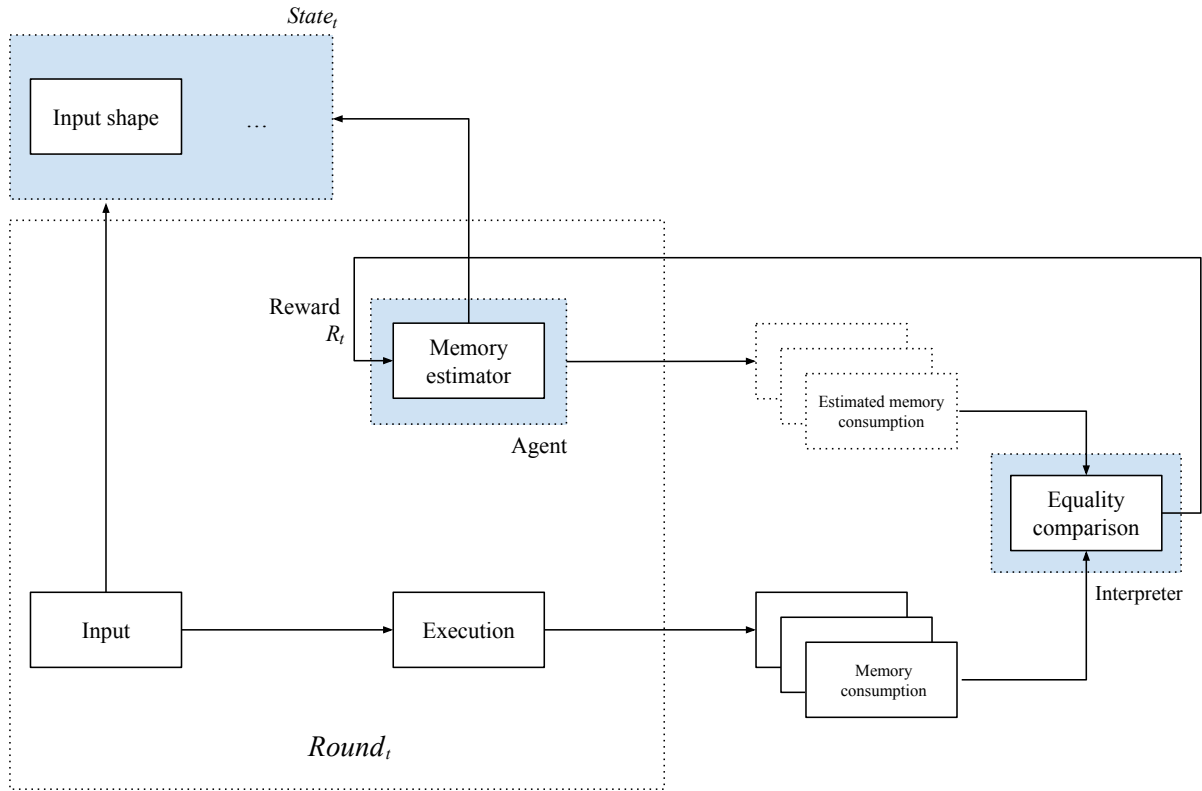 State_t
Input shape
…
Reward
R_t
Memory
estimator
Agent
Estimated memory
consumption
Equality
comparison
Interpreter
Input
Execution
Memory
consumption
Round_t